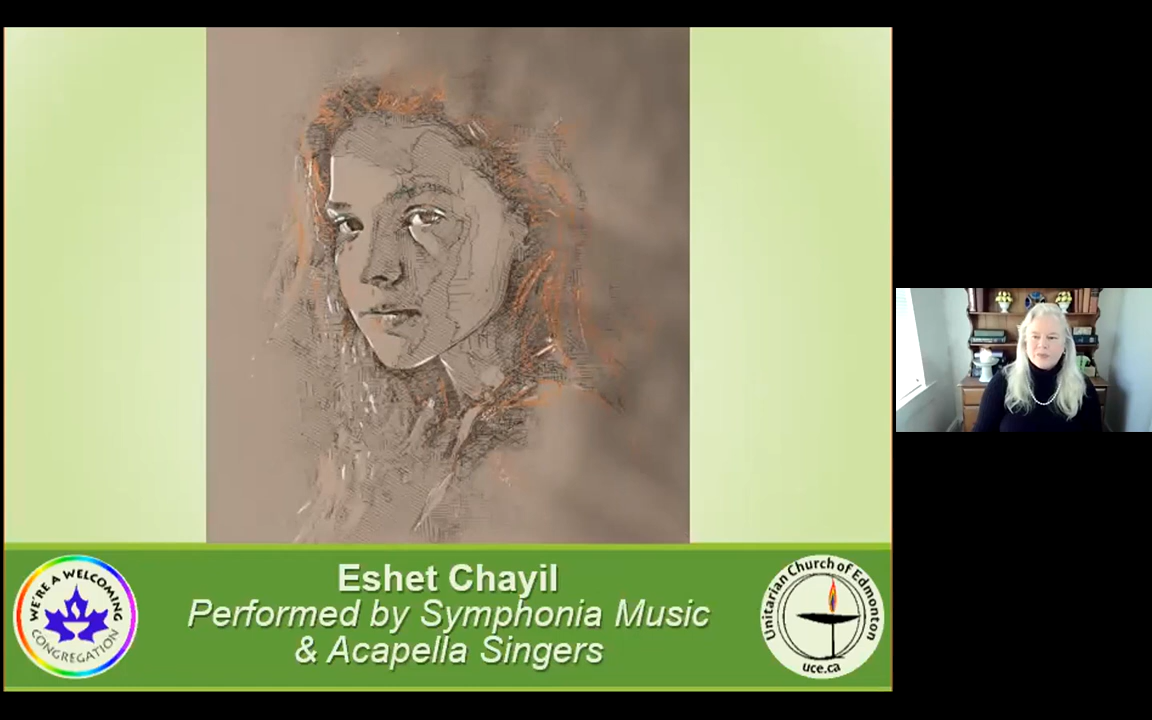 Eshet Chayil
Performed by Symphonia Music
& Acapella Singers
WE'RE A WELCOMING
CONGREGATION
Unitarian Church of Edmonton
uce.ca